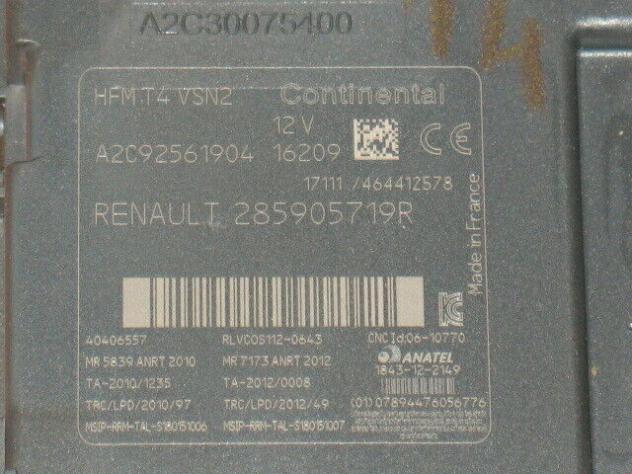 A2C30075400
HFM.T4 VSN2 Continental
12 V
A2C92561904 16209 CE
17111 /464412578
RENAULT 285905719R
Made in France
40406557 RLVCOS112-0643 CNC Id:06-10770
MR 5839 ANRT 2010 MR 7173 ANRT 2012 ANATEL
1843-12-2149
TA-2010/1235 TA-2012/0008
TRC/LPD/2010/97 TRC/LPD/2012/49 (01) 07894476056776
MSIP-RRM-TAL-S180151006 MSIP-RRM-TAL-S180151007